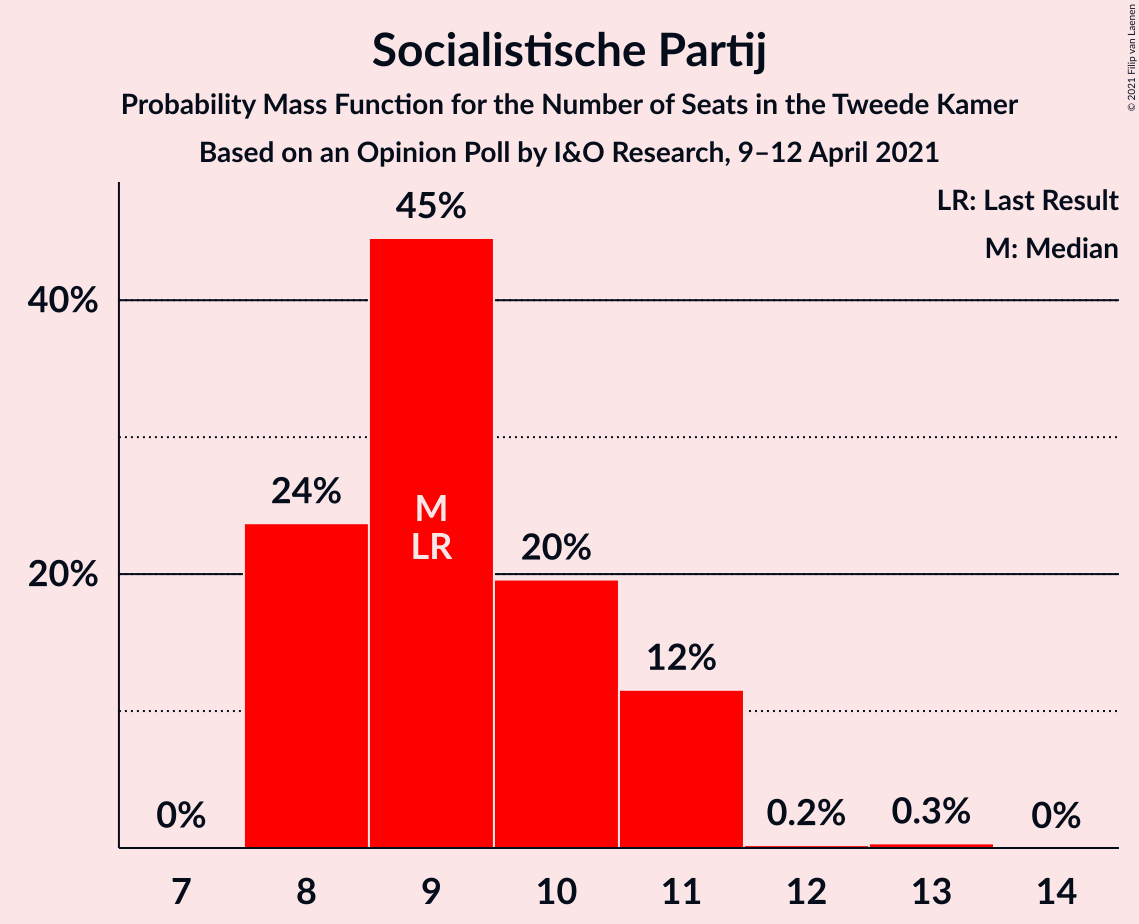 Socialistische Partij
Probability Mass Function for the Number of Seats in the Tweede Kamer
Based on an Opinion Poll by I&O Research, 9–12 April 2021
© 2021 Filip van Laenen
LR: Last Result
M: Median
45%
40%
24%
M
LR
20%
20%
12%
0%
0.2%
0.3%
0%
7 8 9 10 11 12 13 14